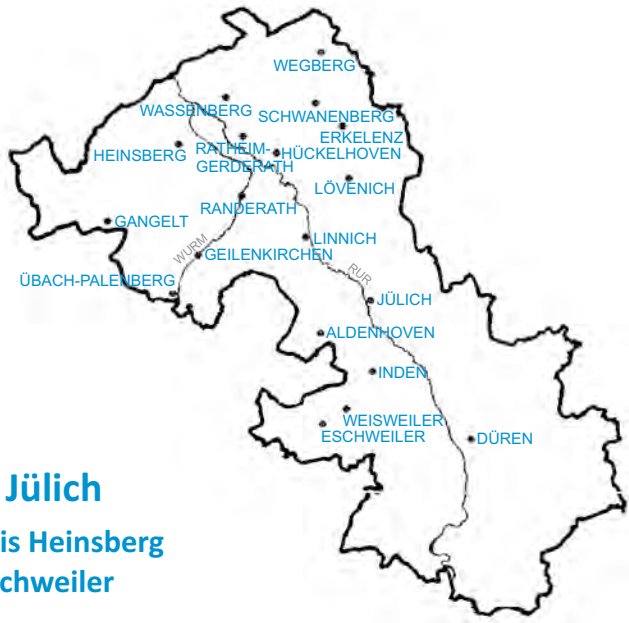 WEGBERG
WASSENBERG
SCHWANENBERG
ERKELENZ
HEINSBERG
RATHEIM-
GERDERATH
HÜCKELHOVEN
LÖVENICH
RANDERATH
GANGELT
LINNICH
WURM
GEILENKIRCHEN
RUR
ÜBACH-PALENBERG
JÜLICH
ALDENHOVEN
INDEN
WEISWEILER
ESCHWEILER
DÜREN
Jülich
is Heinsberg
chweiler